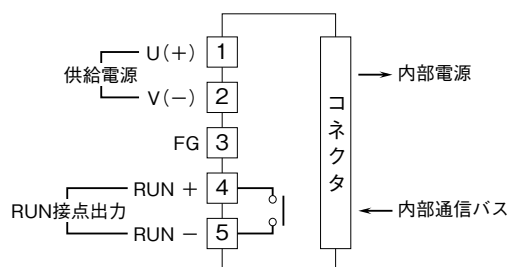 U(+) 1
供給電源
V(−) 2
FG 3
RUN + 4
RUN接点出力
RUN − 5
コネクタ
内部電源
内部通信バス